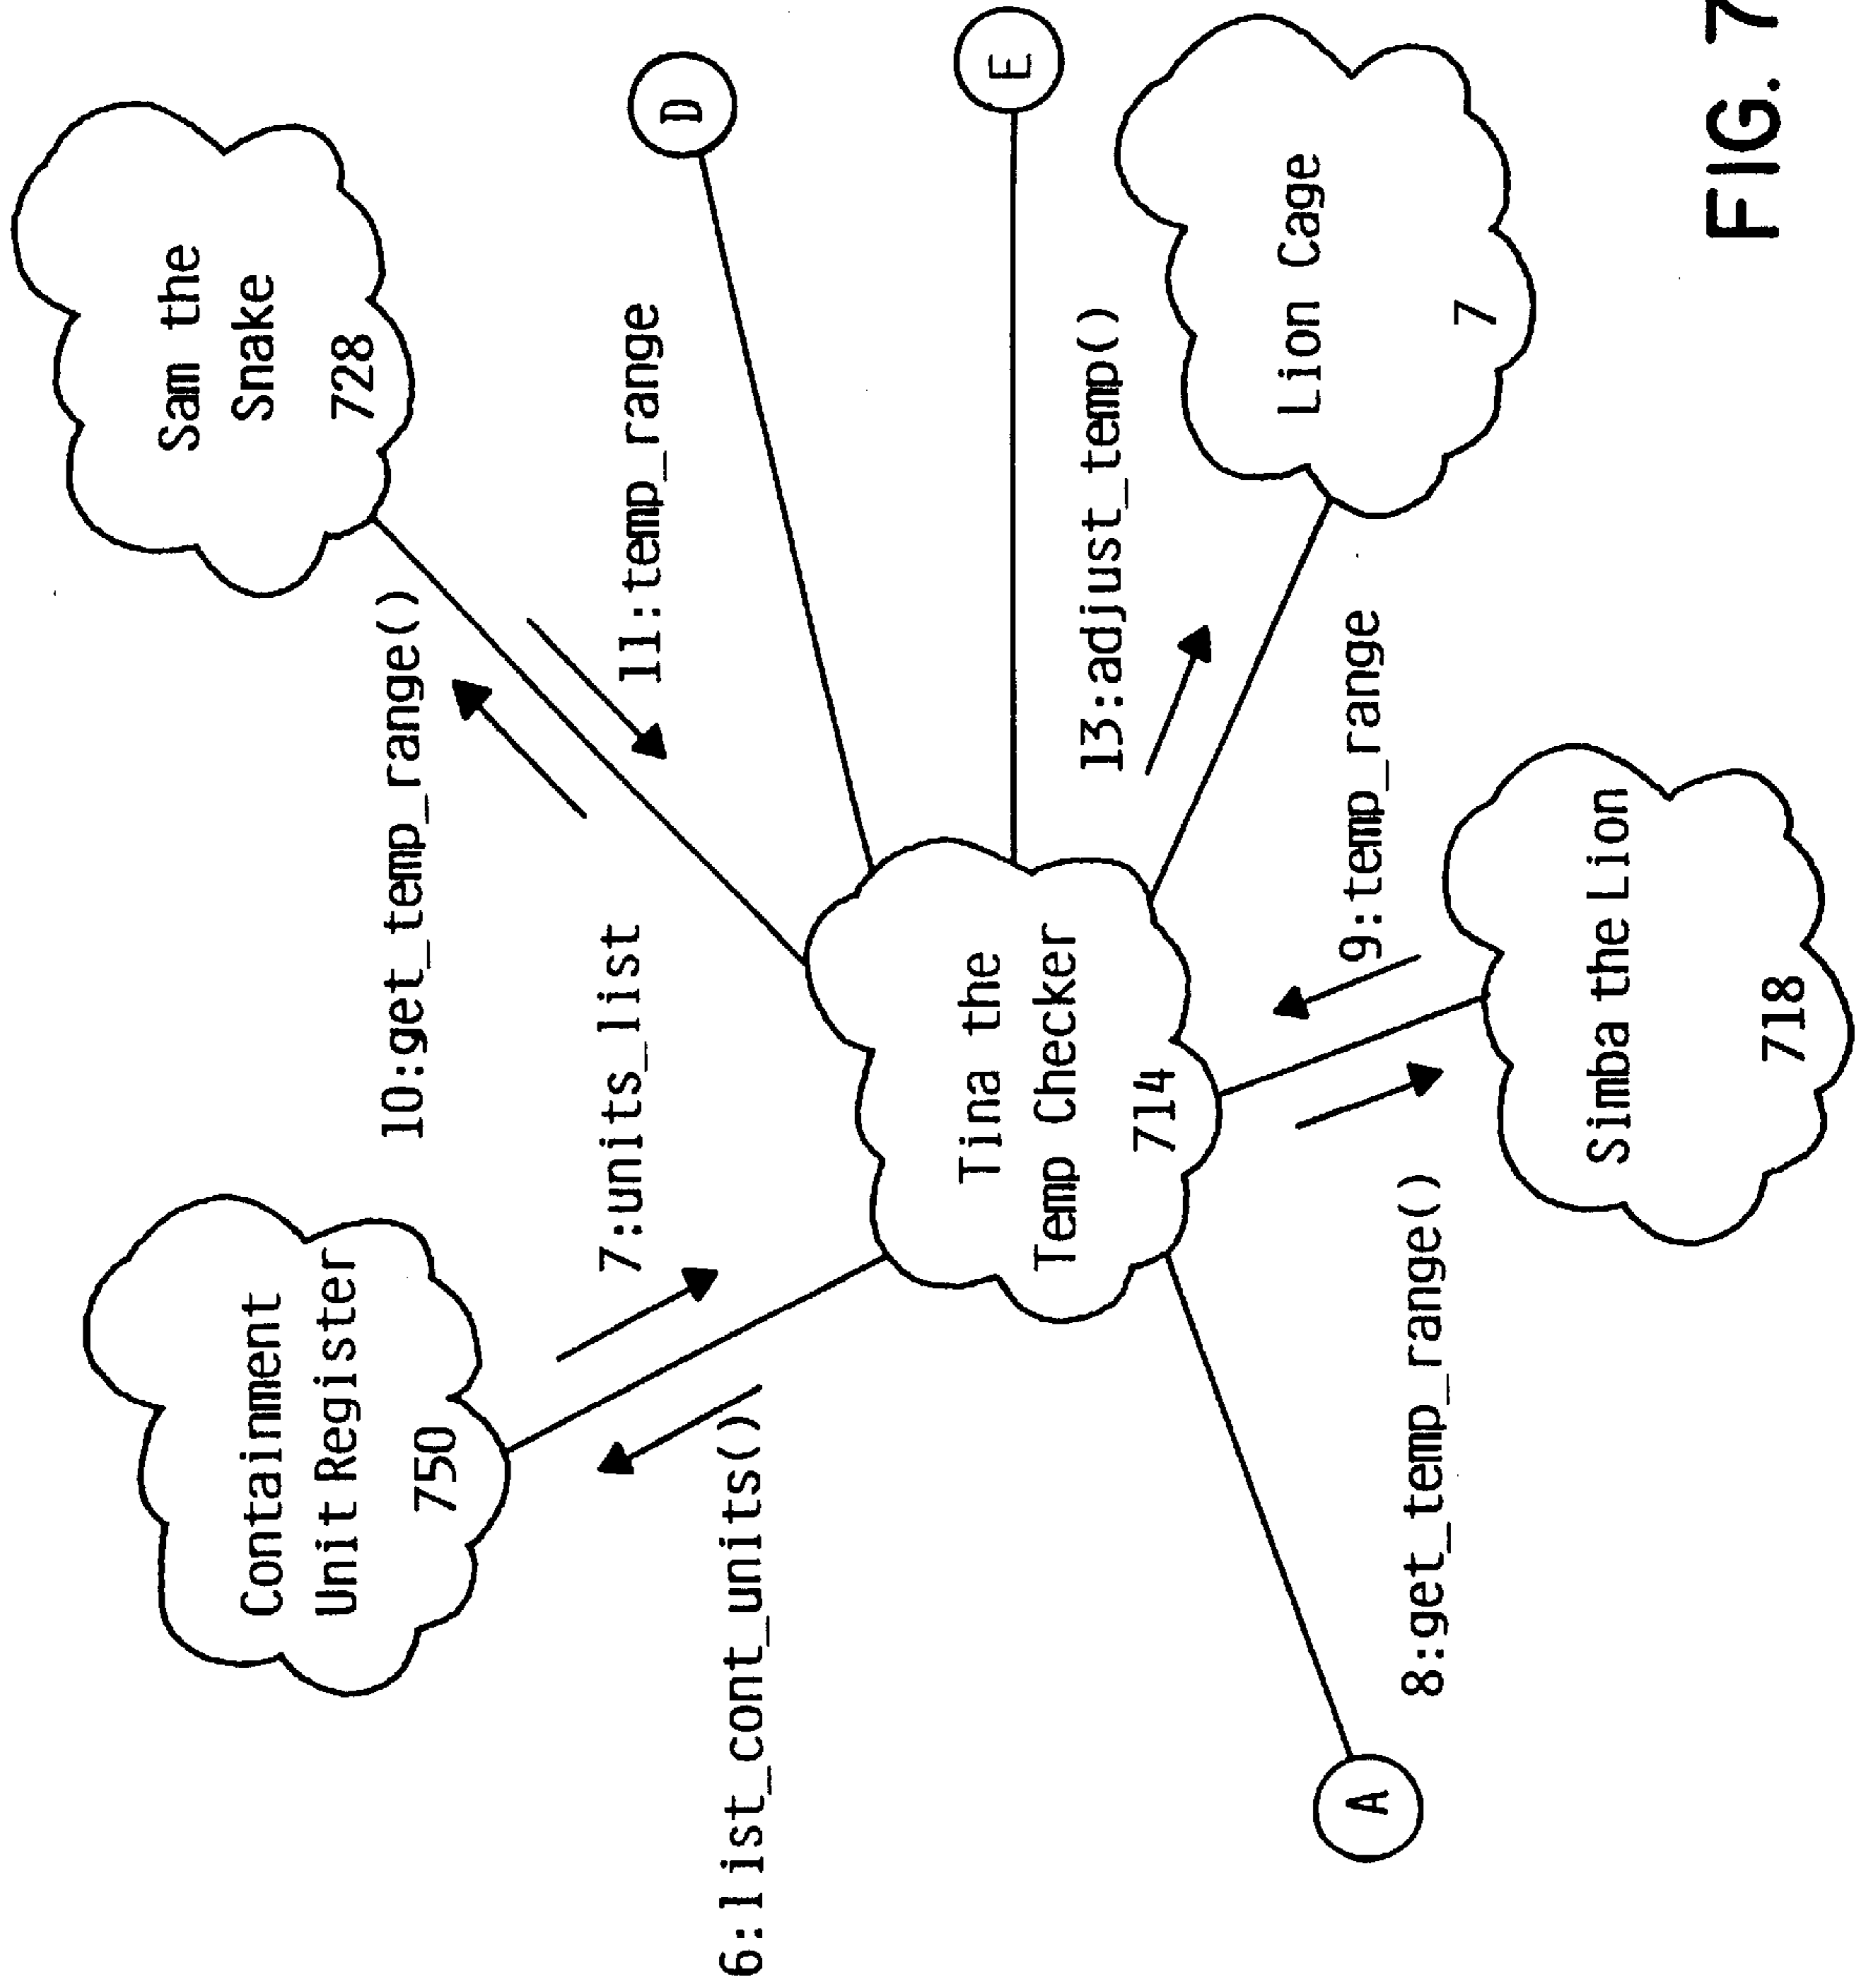 Containment
Unit Register
750
Sam the
Snake
728
10:get_temp_range()
11:temp_range
7:units_list
6:list_cont_units()
D
E
Tina the
Temp Checker
714
13:adjust_temp()
Lion Cage
7
9:temp_range
8:get_temp_range()
A
Simba the Lion
718
FIG. 7